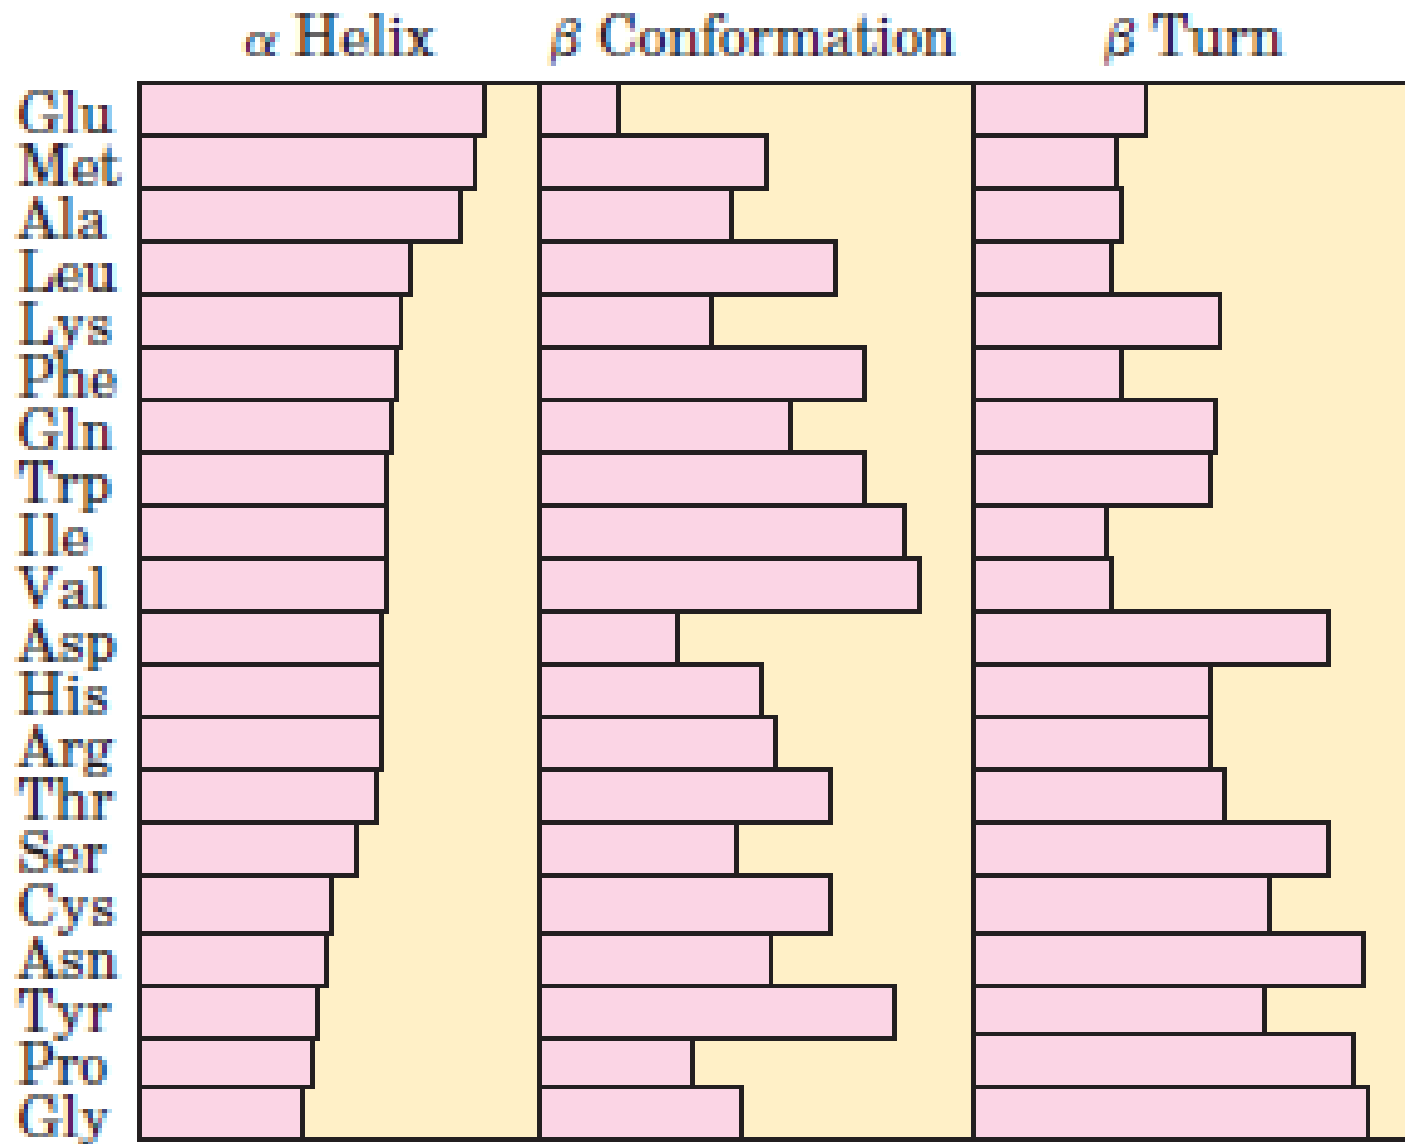 α Helix β Conformation β Turn
Glu
Met
Ala
Leu
Lys
Phe
Gln
Trp
Ile
Val
Asp
His
Arg
Thr
Ser
Cys
Asn
Tyr
Pro
Gly